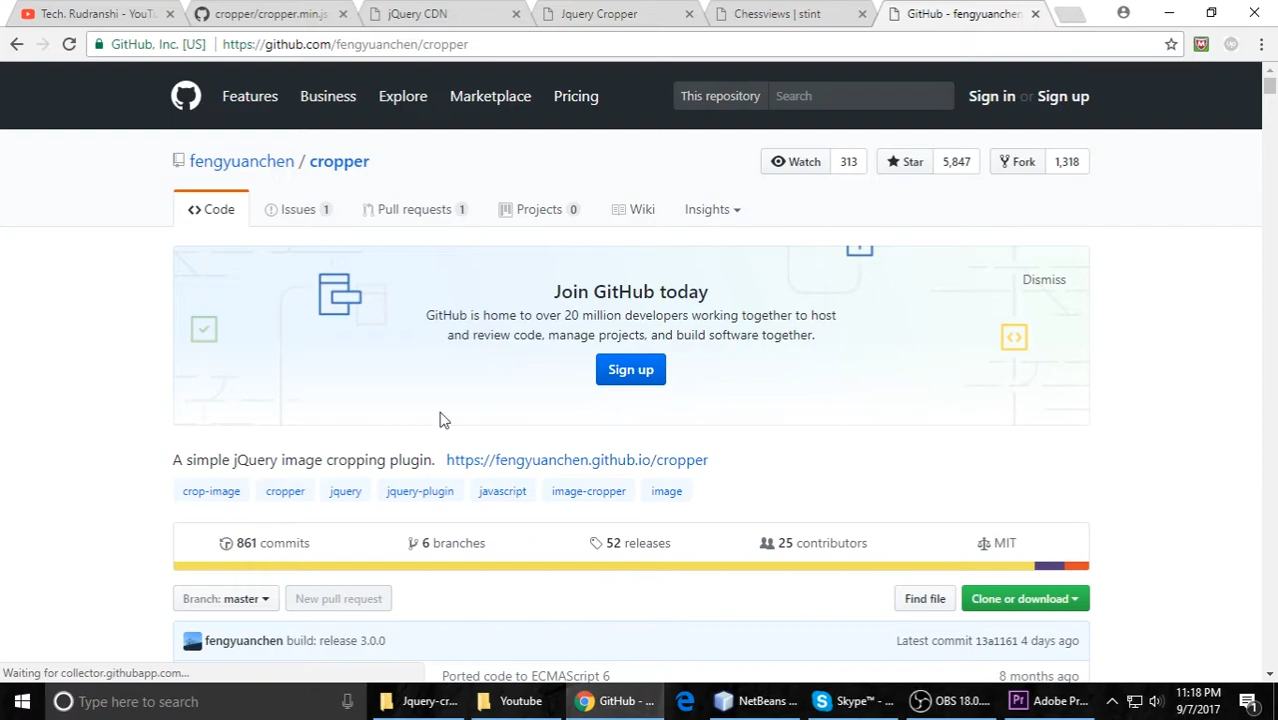 Tech. Rudranshi - YouTu
cropper/cropper.min.js
jQuery CDN
Jquery Cropper
Chessviews | stint
GitHub - fengyuanchen
GitHub, Inc. [US]
https://github.com/fengyuanchen/cropper
Features
Business
Explore
Marketplace
Pricing
This repository
Search
Sign in or Sign up
fengyuanchen / cropper
Watch 313
Star 5,847
Fork 1,318
Code
Issues 1
Pull requests 1
Projects 0
Wiki
Insights
Join GitHub today
Dismiss
GitHub is home to over 20 million developers working together to host
and review code, manage projects, and build software together.
Sign up
A simple jQuery image cropping plugin. https://fengyuanchen.github.io/cropper
crop-image
cropper
jquery
jquery-plugin
javascript
image-cropper
image
861 commits
6 branches
52 releases
25 contributors
MIT
Branch: master
New pull request
Find file
Clone or download
fengyuanchen build: release 3.0.0
Latest commit 13a1161 4 days ago
Waiting for collector.githubapp.com...
Ported code to ECMAScript 6
8 months ago
Type here to search
Jquery-cr...
Youtube
GitHub - ...
NetBeans ...
Skype™ - ...
OBS 18.0....
Adobe Pr...
11:18 PM
9/7/2017